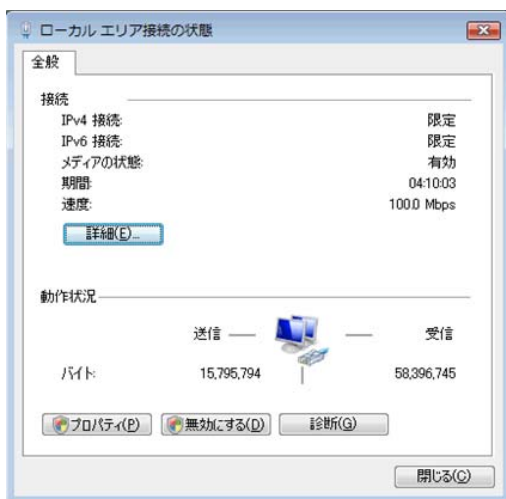 ローカル エリア接続の状態
全般
接続
IPv4 接続: 限定
IPv6 接続: 限定
メディアの状態: 有効
期間: 04:10:03
速度: 100.0 Mbps
詳細(E)...
動作状況
送信 受信
バイト: 15,795,794 58,396,745
プロパティ(P) 無効にする(D) 診断(G)
閉じる(C)